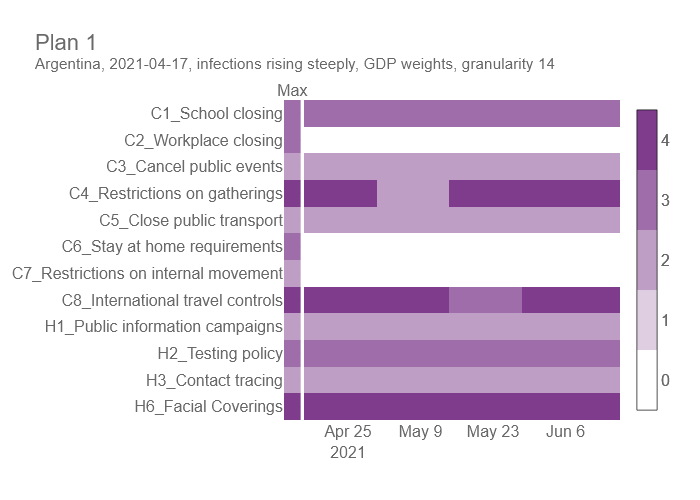 Plan 1
Argentina, 2021-04-17, infections rising steeply, GDP weights, granularity 14
Max
C1_School closing
C2_Workplace closing
C3_Cancel public events
C4_Restrictions on gatherings
C5_Close public transport
C6_Stay at home requirements
C7_Restrictions on internal movement
C8_International travel controls
H1_Public information campaigns
H2_Testing policy
H3_Contact tracing
H6_Facial Coverings
Apr 25 May 9 May 23 Jun 6
2021
4
3
2
1
0